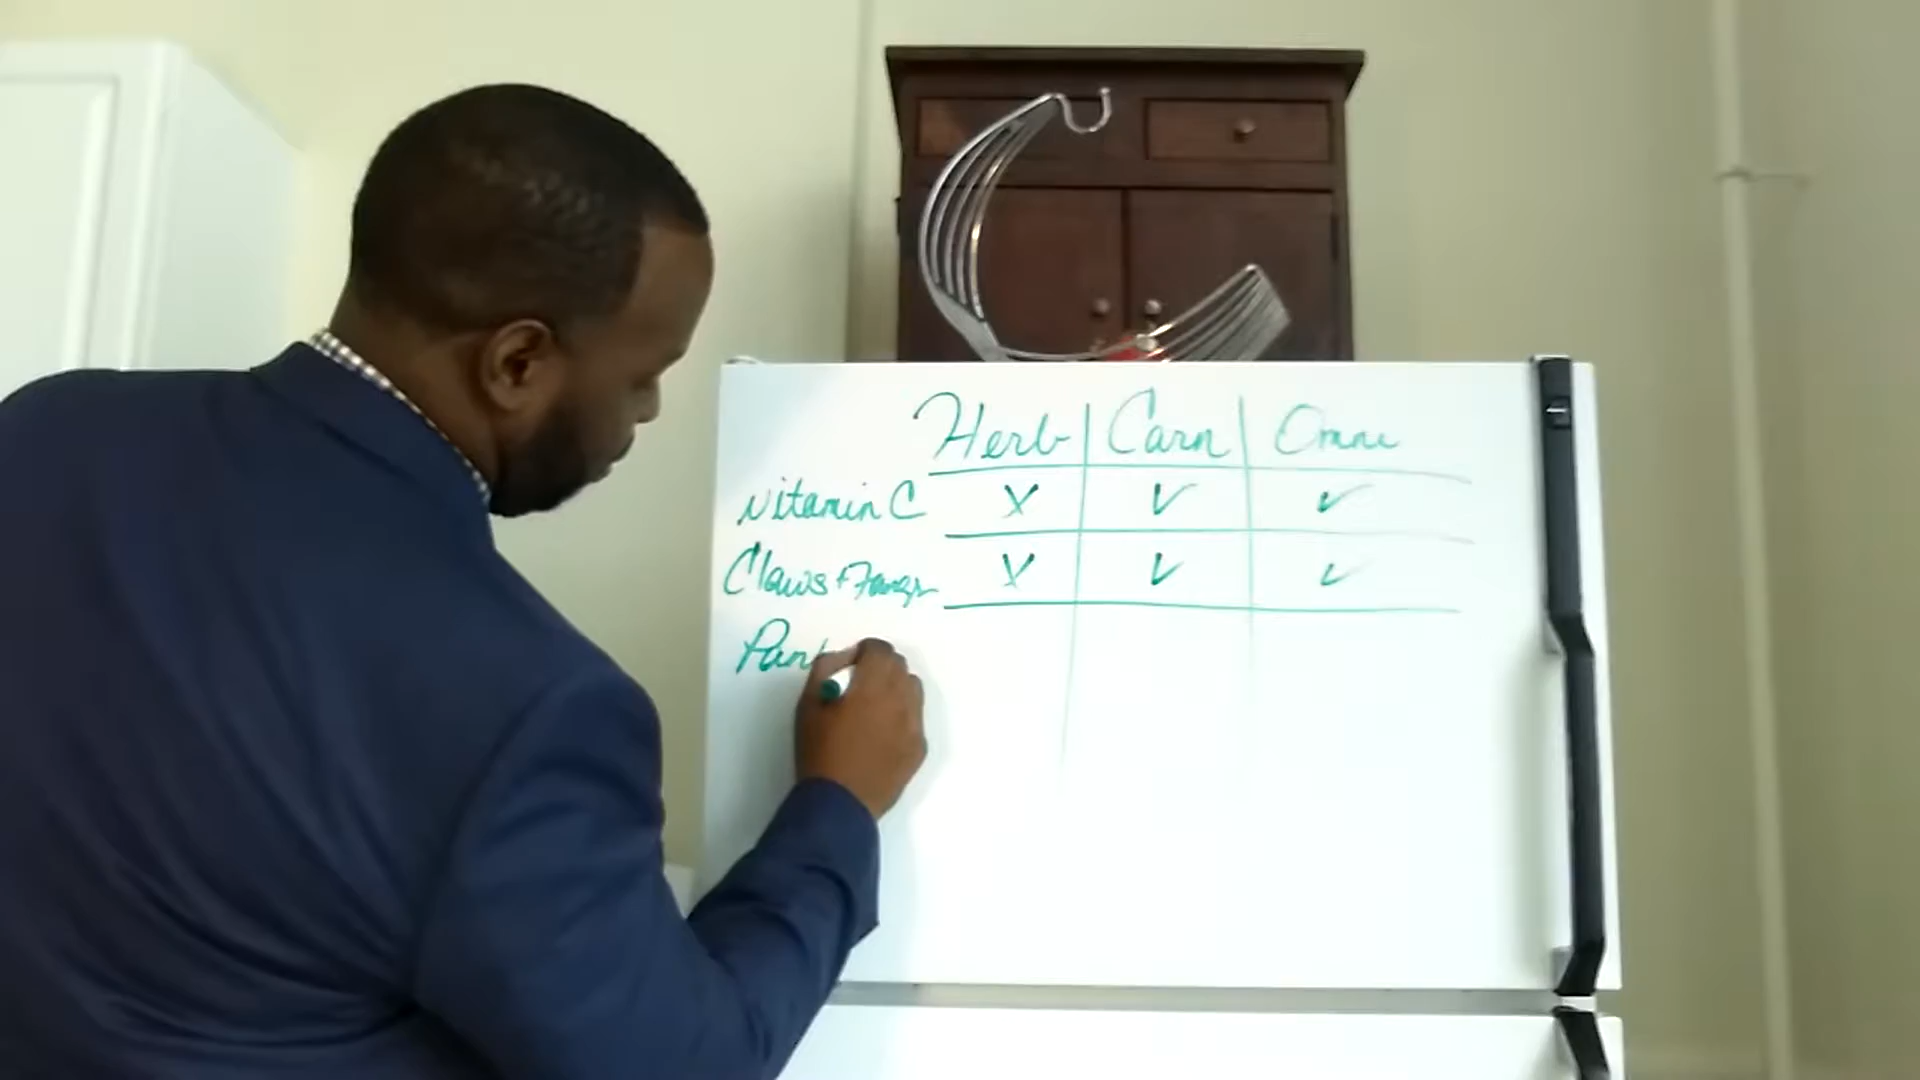 Herb Carn Omni
Vitamin C X ✓ ✓
Claws + Fangs X ✓ ✓